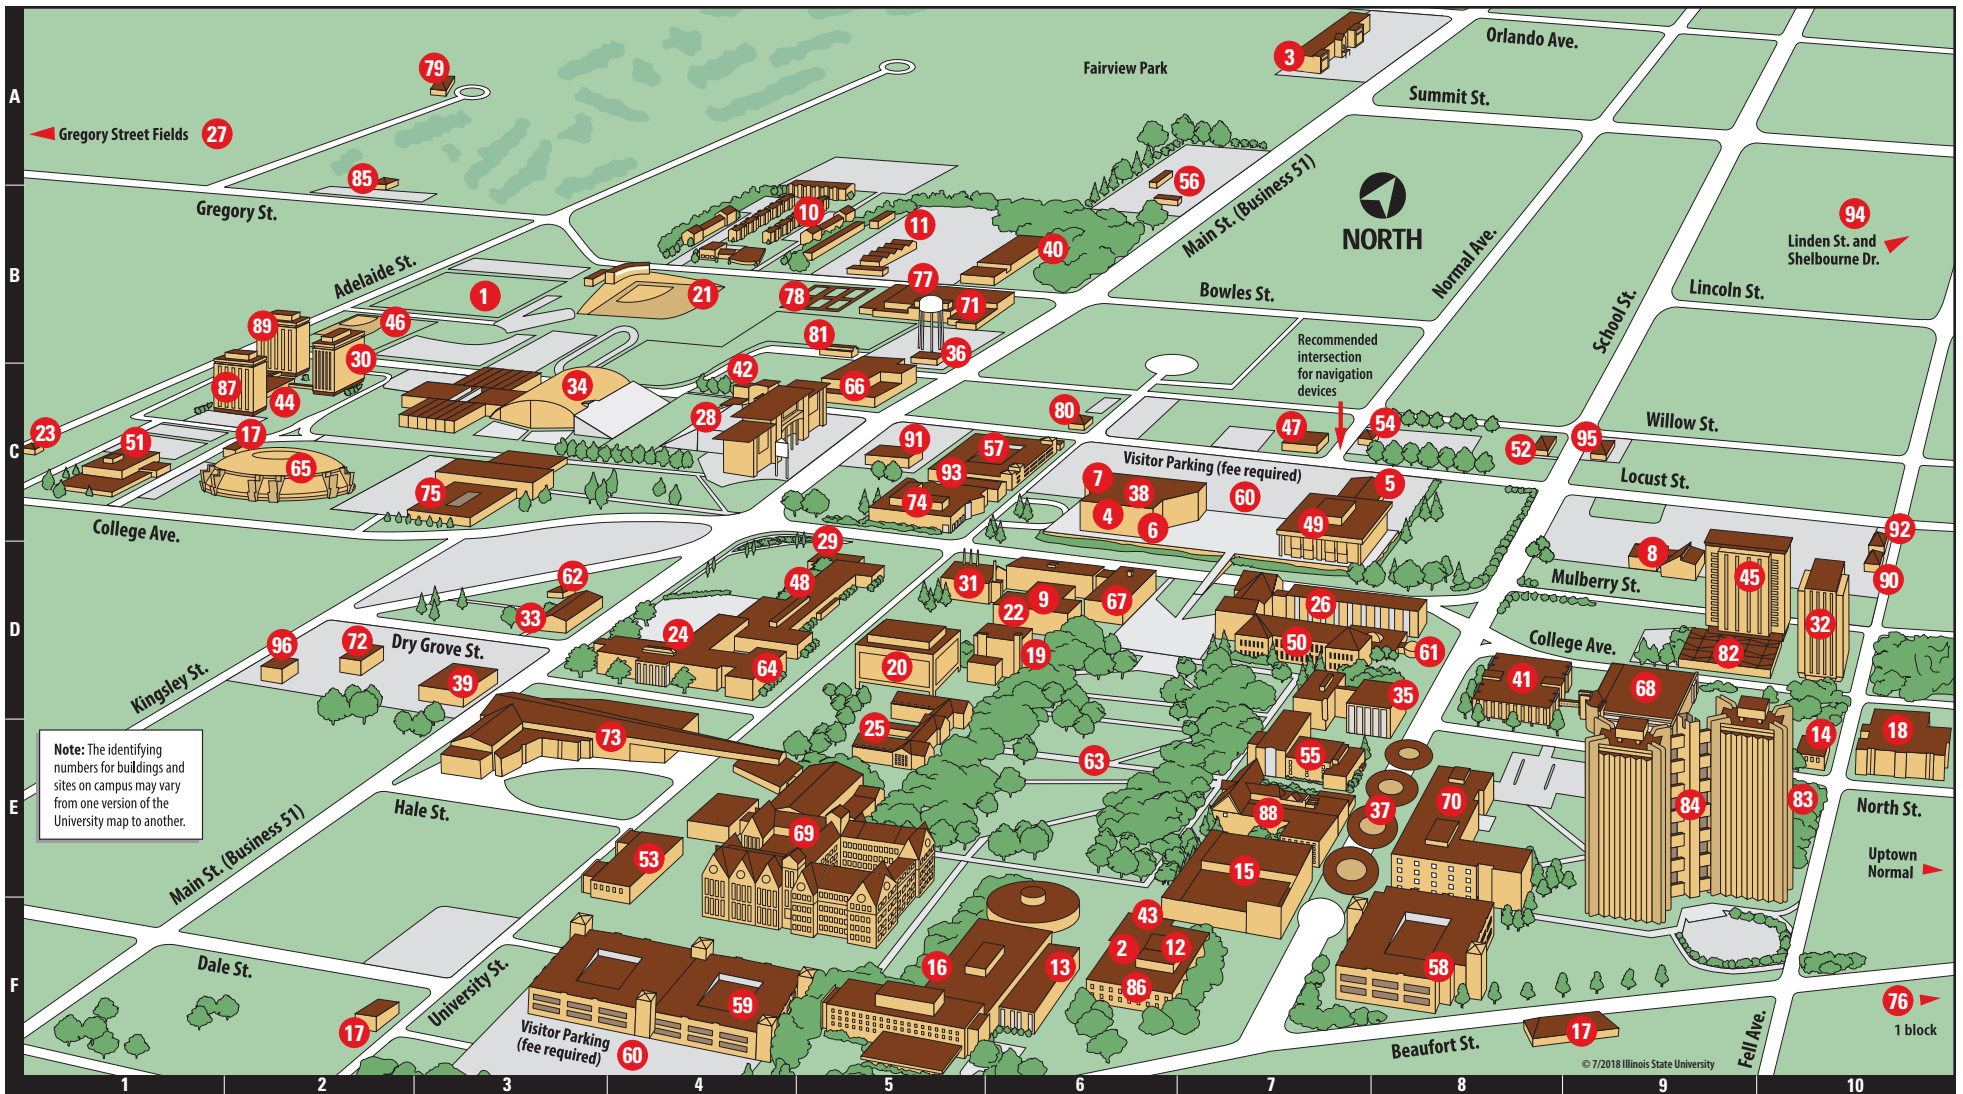 Orlando Ave.
3
Fairview Park
79
Summit St.
A
Gregory Street Fields 27
85
56
Main St. (Business 51)
NORTH
Gregory St.
10
11
94
Linden St. and
Shelbourne Dr.
40
Normal Ave.
B
Adelaide St.
77
1
21
78
71
Bowles St.
Lincoln St.
School St.
89
46
81
36
Recommended
intersection
for navigation
devices
30
87
44
34
42
66
28
80
47
54
Willow St.
23
51
17
91
57
52
95
C
65
93
Visitor Parking (fee required)
7
38
60
5
Locust St.
75
74
4
6
49
College Ave.
29
92
8
62
48
31
Mulberry St.
45
90
33
22
9
67
26
32
D
96
72
Dry Grove St.
24
64
20
19
50
61
College Ave.
82
39
41
68
35
Kingsley St.
25
73
14
18
Note: The identifying
numbers for buildings and
sites on campus may vary
from one version of the
University map to another.
63
55
E
Hale St.
37
70
84
83
North St.
88
69
53
15
Uptown
Normal
Main St. (Business 51)
43
2
12
Dale St.
16
13
58
F
86
59
University St.
76
1 block
17
Visitor Parking
(fee required) 60
Beaufort St.
17
Fell Ave.
© 7/2018 Illinois State University
1 2 3 4 5 6 7 8 9 10